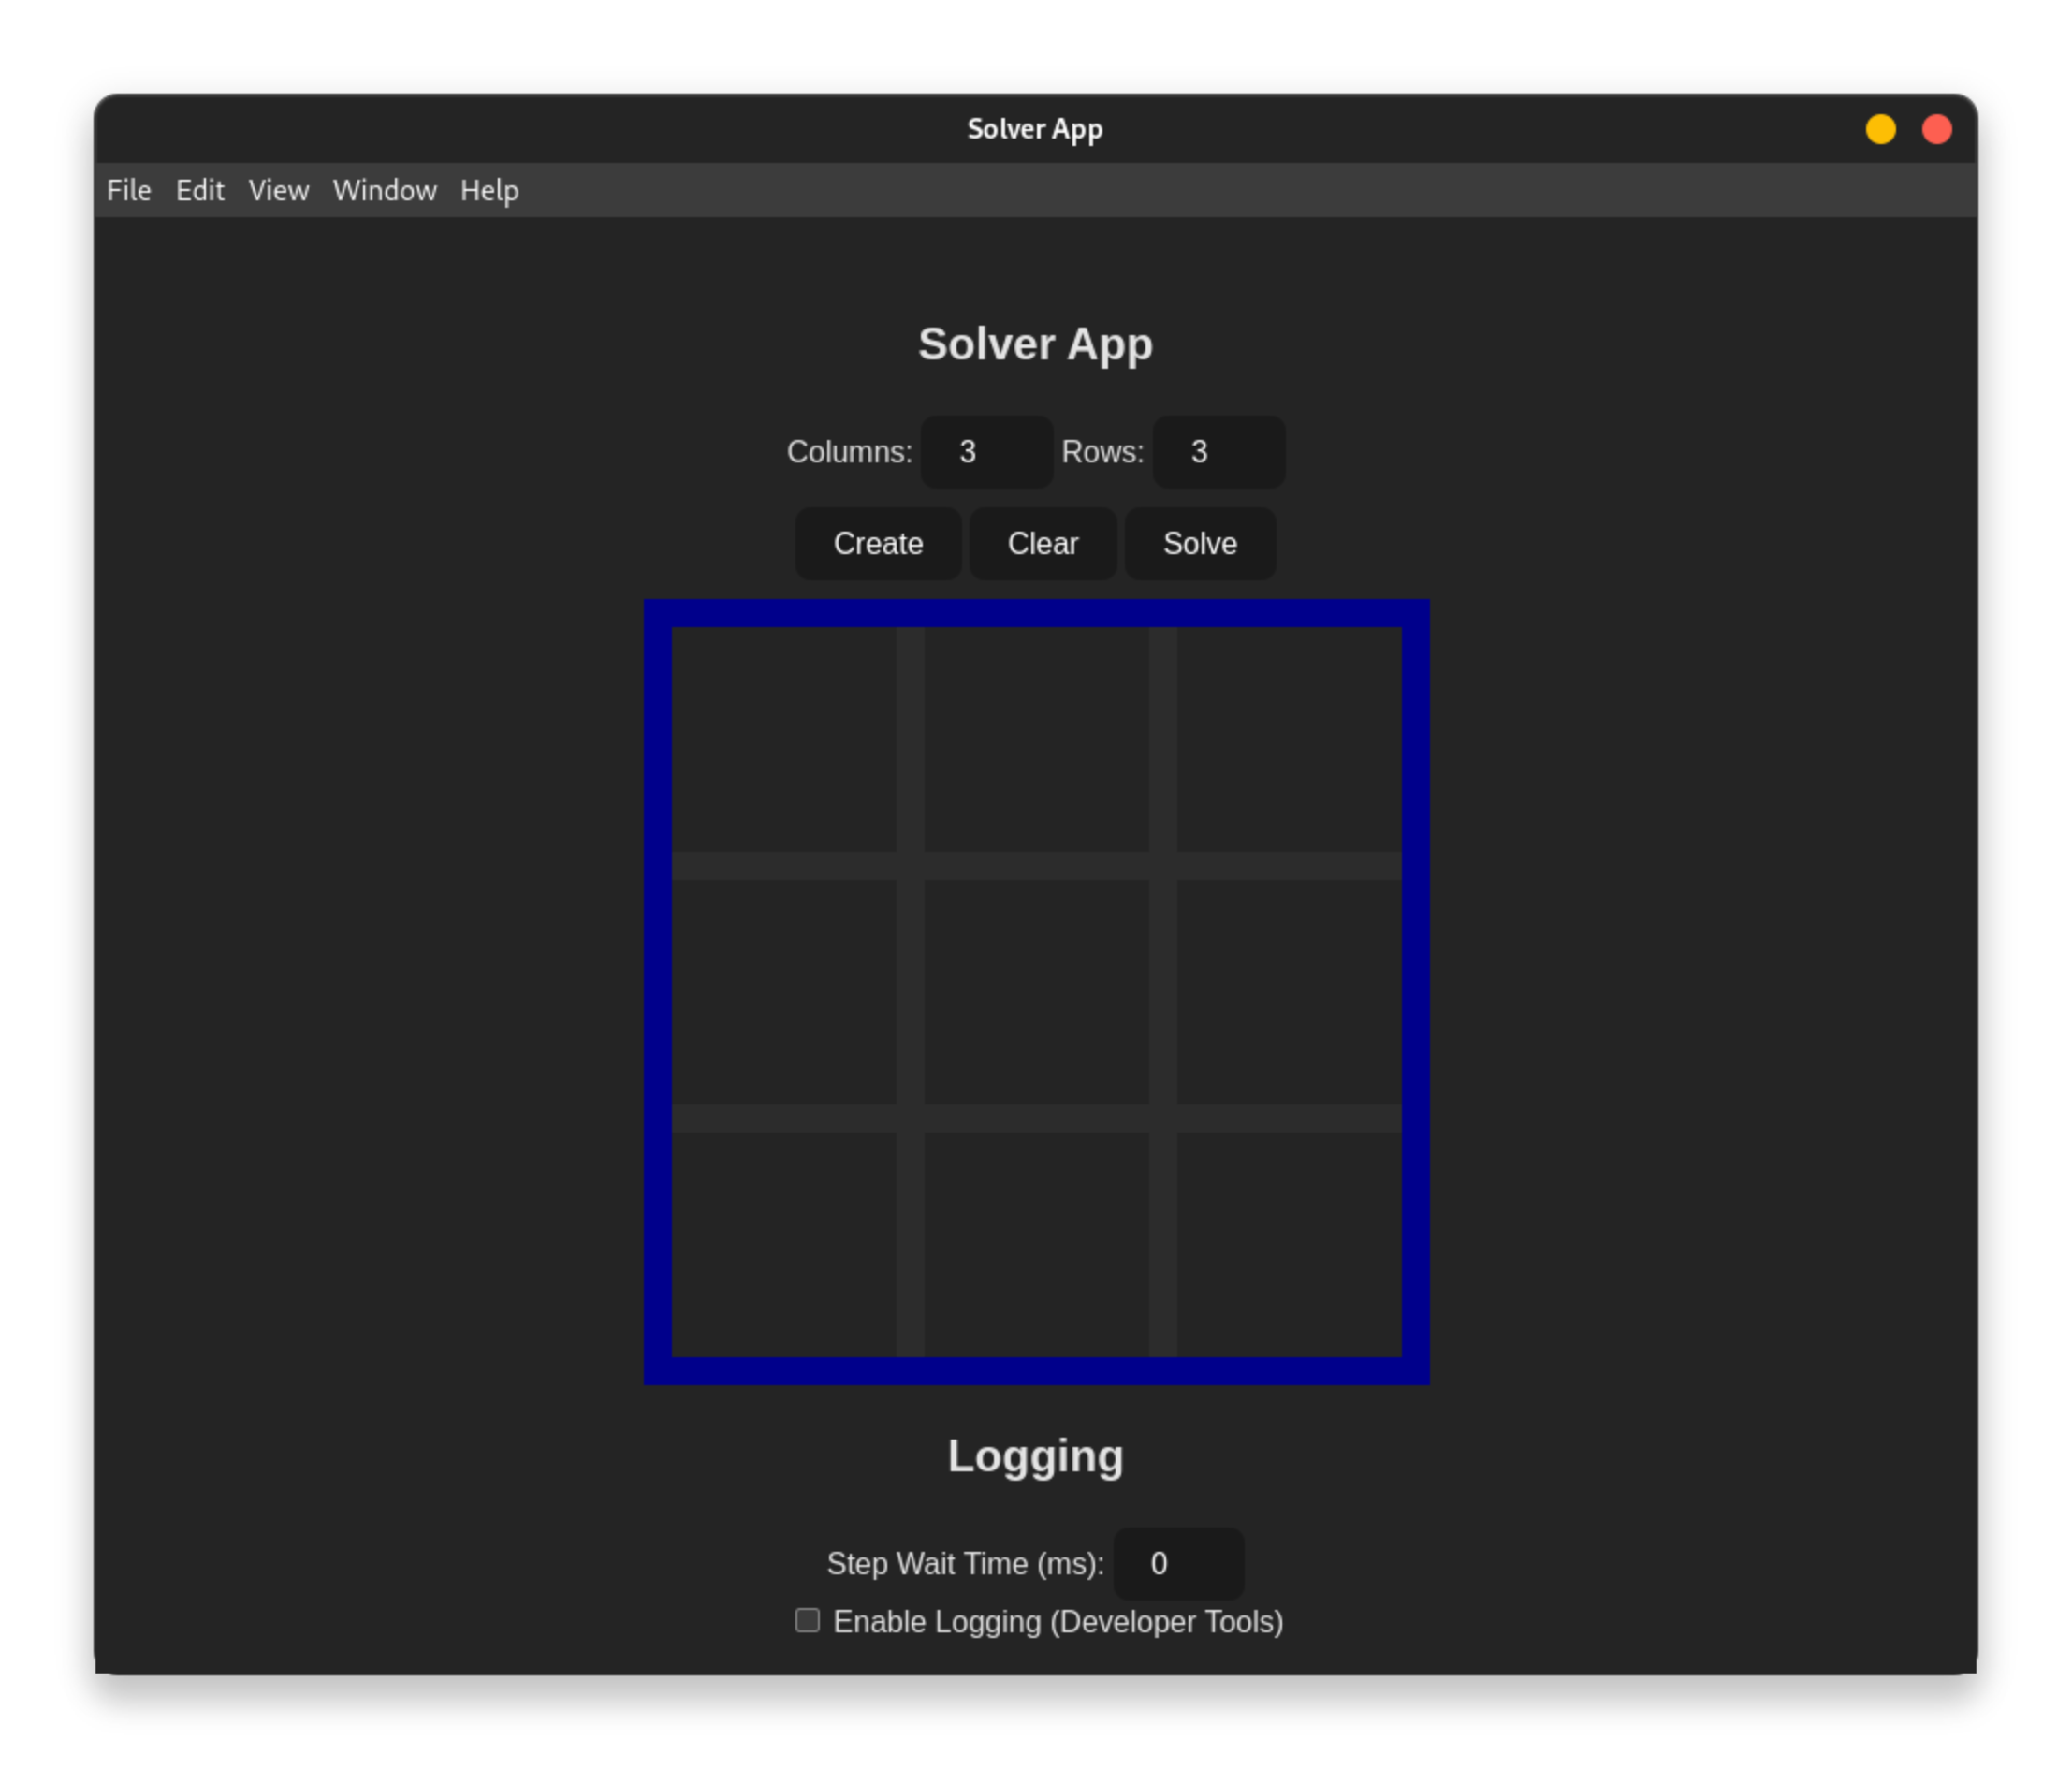 Solver App
File Edit View Window Help
Solver App
Columns: 3 Rows: 3
Create Clear Solve
Logging
Step Wait Time (ms): 0
Enable Logging (Developer Tools)